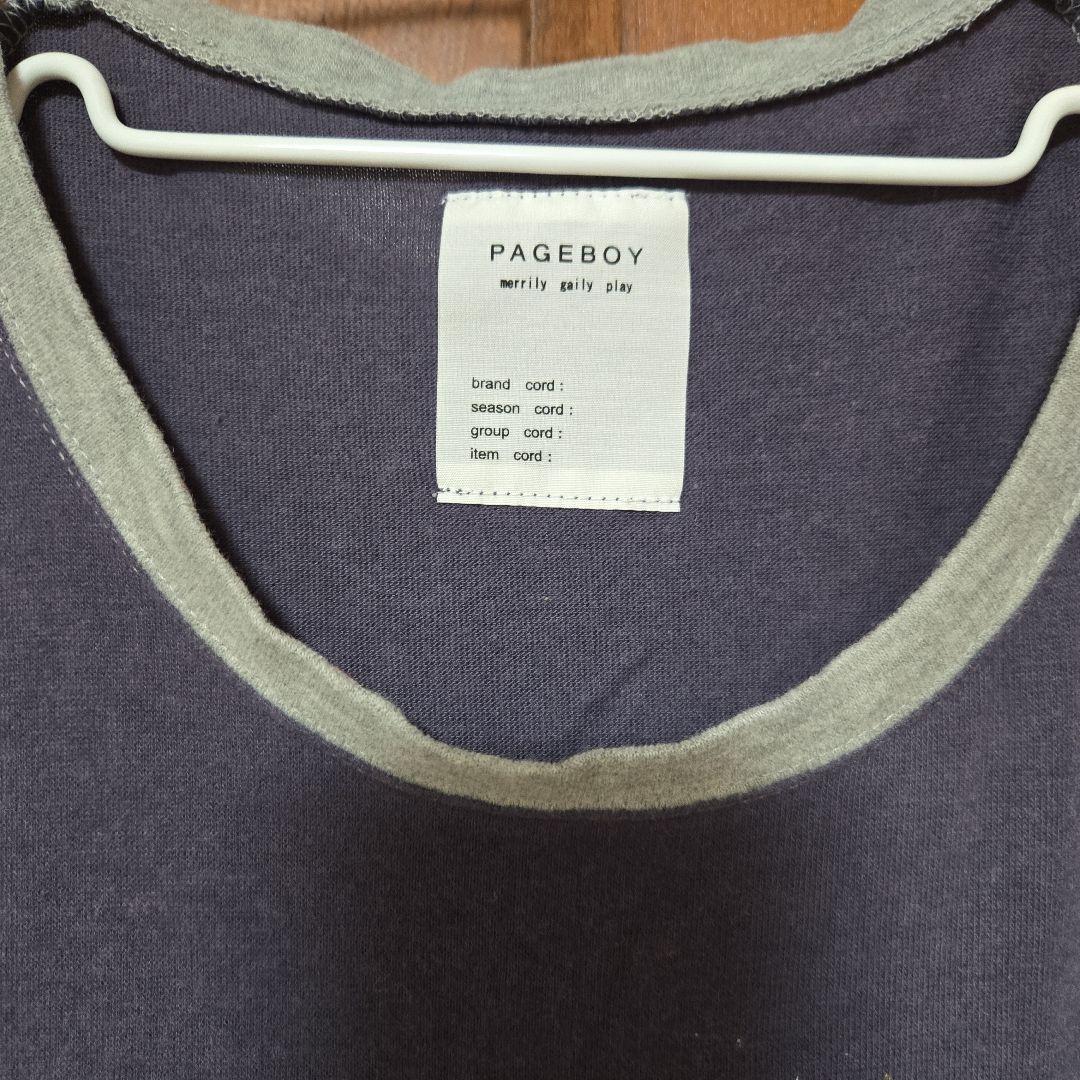 PAGEBOY
merrily gaily play
brand cord :
season cord :
group cord :
item cord :